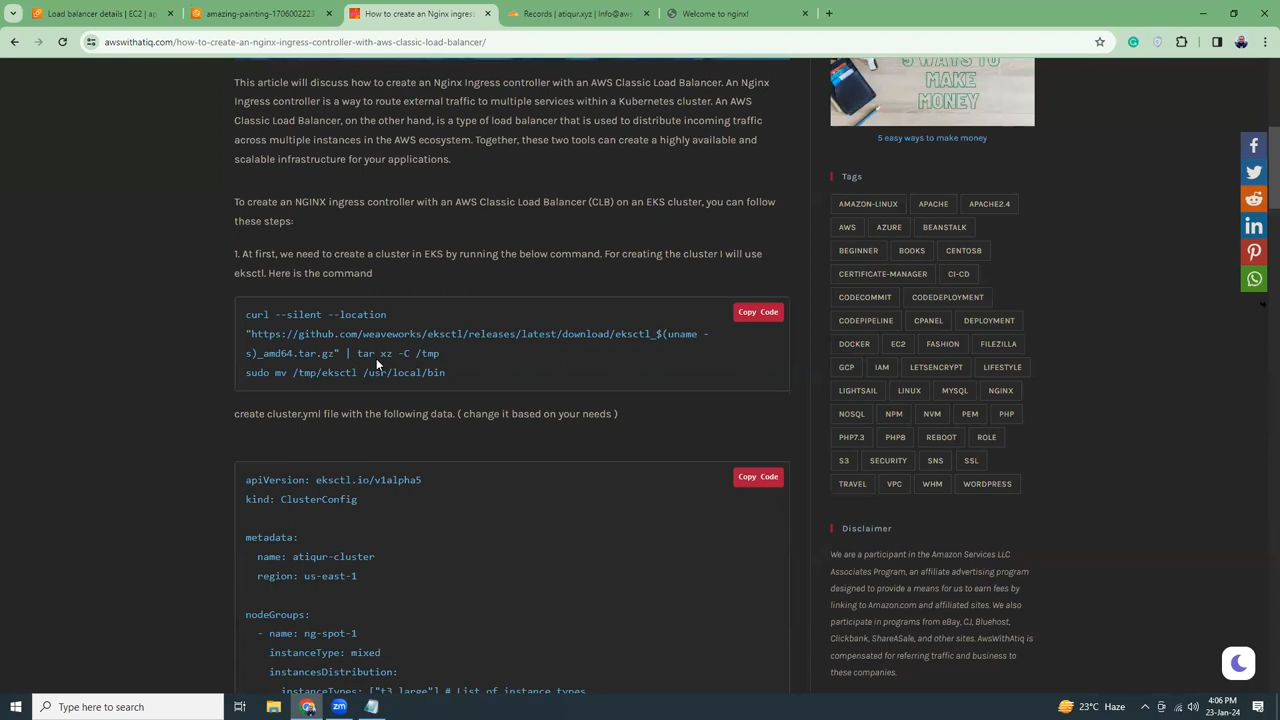 Load balancer details | EC2 | ap
amazing-painting-1706002223
How to create an nginx ingress
Records | atiqur.xyz | Info@aws
Welcome to nginx!
awswithatiq.com/how-to-create-an-nginx-ingress-controller-with-aws-classic-load-balancer/
This article will discuss how to create an Nginx Ingress controller with an AWS Classic Load Balancer. An Nginx
Ingress controller is a way to route external traffic to multiple services within a Kubernetes cluster. An AWS
Classic Load Balancer, on the other hand, is a type of load balancer that is used to distribute incoming traffic
across multiple instances in the AWS ecosystem. Together, these two tools can create a highly available and
scalable infrastructure for your applications.
To create an NGINX ingress controller with an AWS Classic Load Balancer (CLB) on an EKS cluster, you can follow
these steps:
1. At first, we need to create a cluster in EKS by running the below command. For creating the cluster I will use
eksctl. Here is the command
Copy Code
curl --silent --location
"https://github.com/weaveworks/eksctl/releases/latest/download/eksctl_$(uname -
s)_amd64.tar.gz" | tar xz -C /tmp
sudo mv /tmp/eksctl /usr/local/bin
create cluster.yml file with the following data. ( change it based on your needs )
Copy Code
apiVersion: eksctl.io/v1alpha5
kind: ClusterConfig
metadata:
name: atiqur-cluster
region: us-east-1
nodeGroups:
- name: ng-spot-1
instanceType: mixed
instancesDistribution:
instanceTypes: ["t3.large"] # List of instance types
5 WAYS TO
MAKE
MONEY
5 easy ways to make money
Tags
AMAZON-LINUX APACHE APACHE2.4
AWS AZURE BEANSTALK
BEGINNER BOOKS CENTOS8
CERTIFICATE-MANAGER CI-CD
CODECOMMIT CODEDEPLOYMENT
CODEPIPELINE CPANEL DEPLOYMENT
DOCKER EC2 FASHION FILEZILLA
GCP IAM LETSENCRYPT LIFESTYLE
LIGHTSAIL LINUX MYSQL NGINX
NOSQL NPM NVM PEM PHP
PHP7.3 PHP8 REBOOT ROLE
S3 SECURITY SNS SSL
TRAVEL VPC WHM WORDPRESS
Disclaimer
We are a participant in the Amazon Services LLC
Associates Program, an affiliate advertising program
designed to provide a means for us to earn fees by
linking to Amazon.com and affiliated sites. We also
participate in programs from eBay, CJ, Bluehost,
Clickbank, ShareASale, and other sites. AwsWithAtiq is
compensated for referring traffic and business to
these companies.
Type here to search
zm
23°C Haze
4:06 PM
23-Jan-24